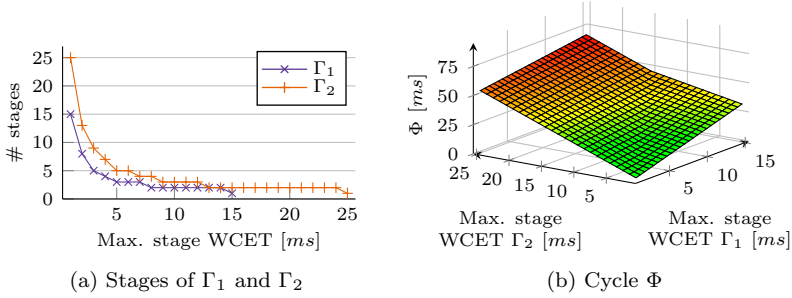 25
20
15
10
5
0
# stages
Γ1
Γ2
5
10
15
20
25
Max. stage WCET [ms]
(a) Stages of Γ1 and Γ2
75
50
25
0
Φ [ms]
25
20
15
10
5
5
10
15
Max. stage
WCET Γ2 [ms]
Max. stage
WCET Γ1 [ms]
(b) Cycle Φ